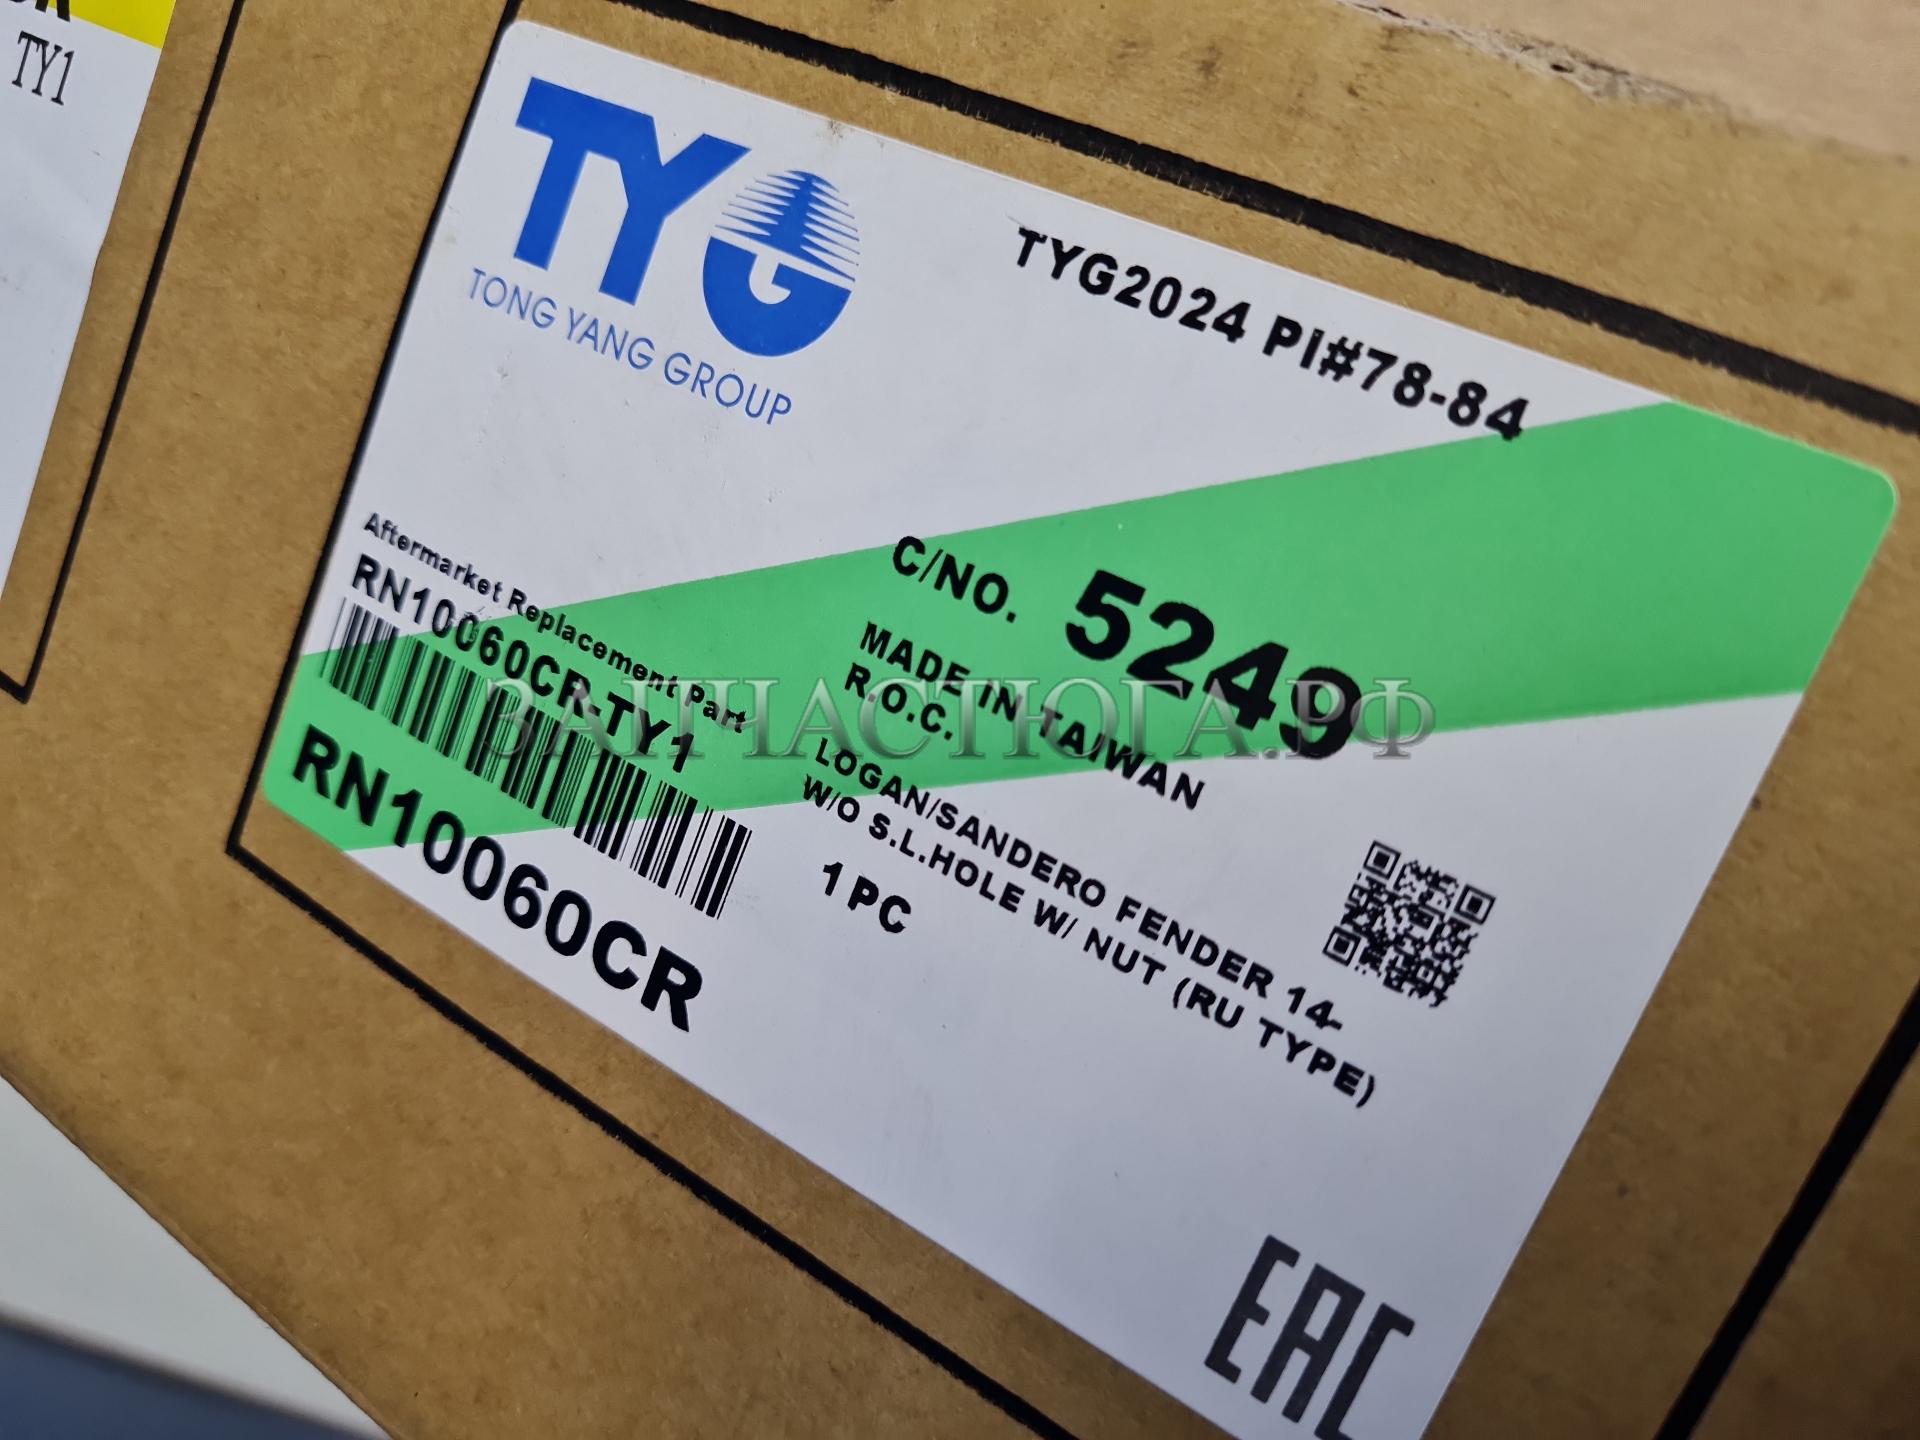 TY1
TYG
TONG YANG GROUP
TYG2024 PI#78-84
Aftermarket Replacement Part
RN10060CR-TY1
RN10060CR
C/NO. 5249
MADE IN TAIWAN
R.O.C.
LOGAN/SANDERO FENDER 14-
W/O S.L.HOLE W/ NUT (RU TYPE)
1 PC
ЗАПЧАСТЮГА.РФ
EAC